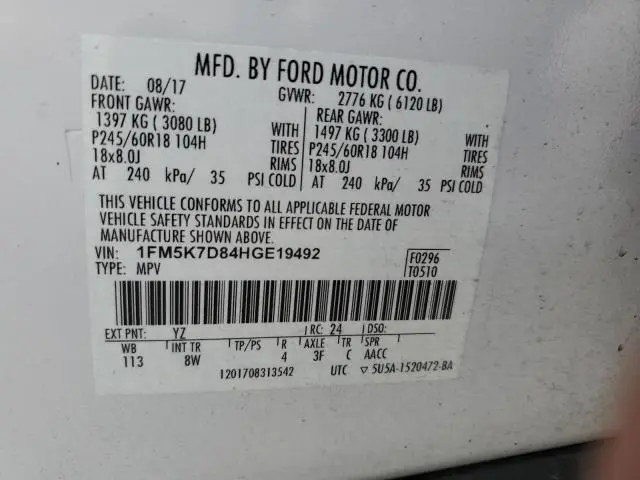 MFD. BY FORD MOTOR CO.
DATE: 08/17 GVWR: 2776 KG ( 6120 LB)
FRONT GAWR: REAR GAWR:
1397 KG ( 3080 LB) WITH 1497 KG ( 3300 LB) WITH
P245/60R18 104H TIRES P245/60R18 104H TIRES
18x8.0J RIMS 18x8.0J RIMS
AT 240 kPa/ 35 PSI COLD AT 240 kPa/ 35 PSI COLD
THIS VEHICLE CONFORMS TO ALL APPLICABLE FEDERAL MOTOR
VEHICLE SAFETY STANDARDS IN EFFECT ON THE DATE OF
MANUFACTURE SHOWN ABOVE.
VIN: 1FM5K7D84HGE19492 F0296
TYPE: MPV T0510
EXT PNT: YZ RC: 24 DSO:
WB INT TR TP/PS R AXLE TR SPR
113 8W 4 3F C AACC
1201708313542 UTC ▽ 5U5A-1520472-BA